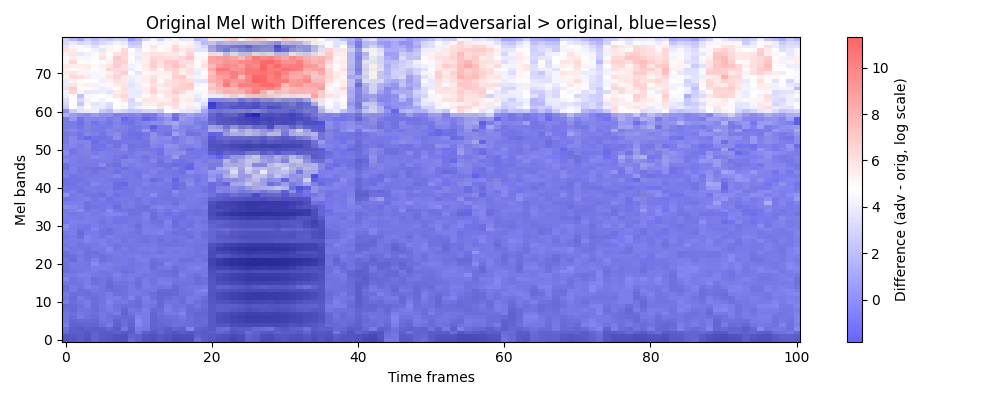 Original Mel with Differences (red=adversarial > original, blue=less)
Mel bands
70
60
50
40
30
20
10
0
0 20 40 60 80 100
Time frames
10
8
6
4
2
0
Difference (adv - orig, log scale)